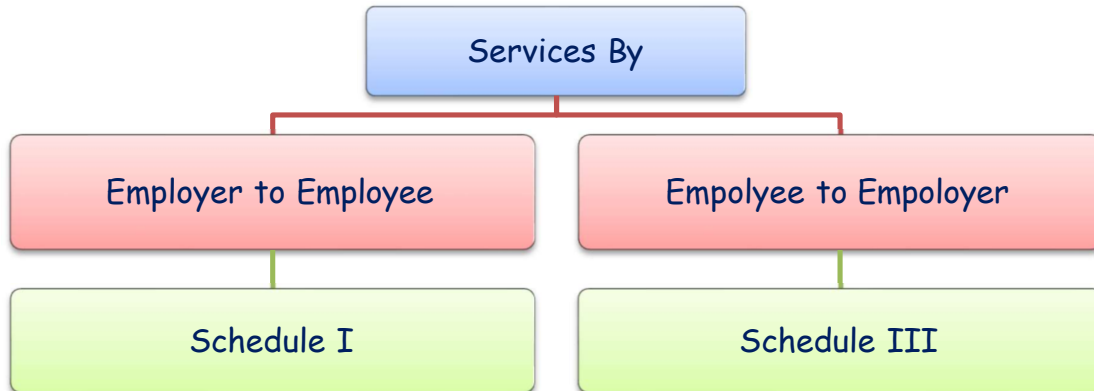 Services By
Employer to Employee
Empolyee to Empoloyer
Schedule I
Schedule III